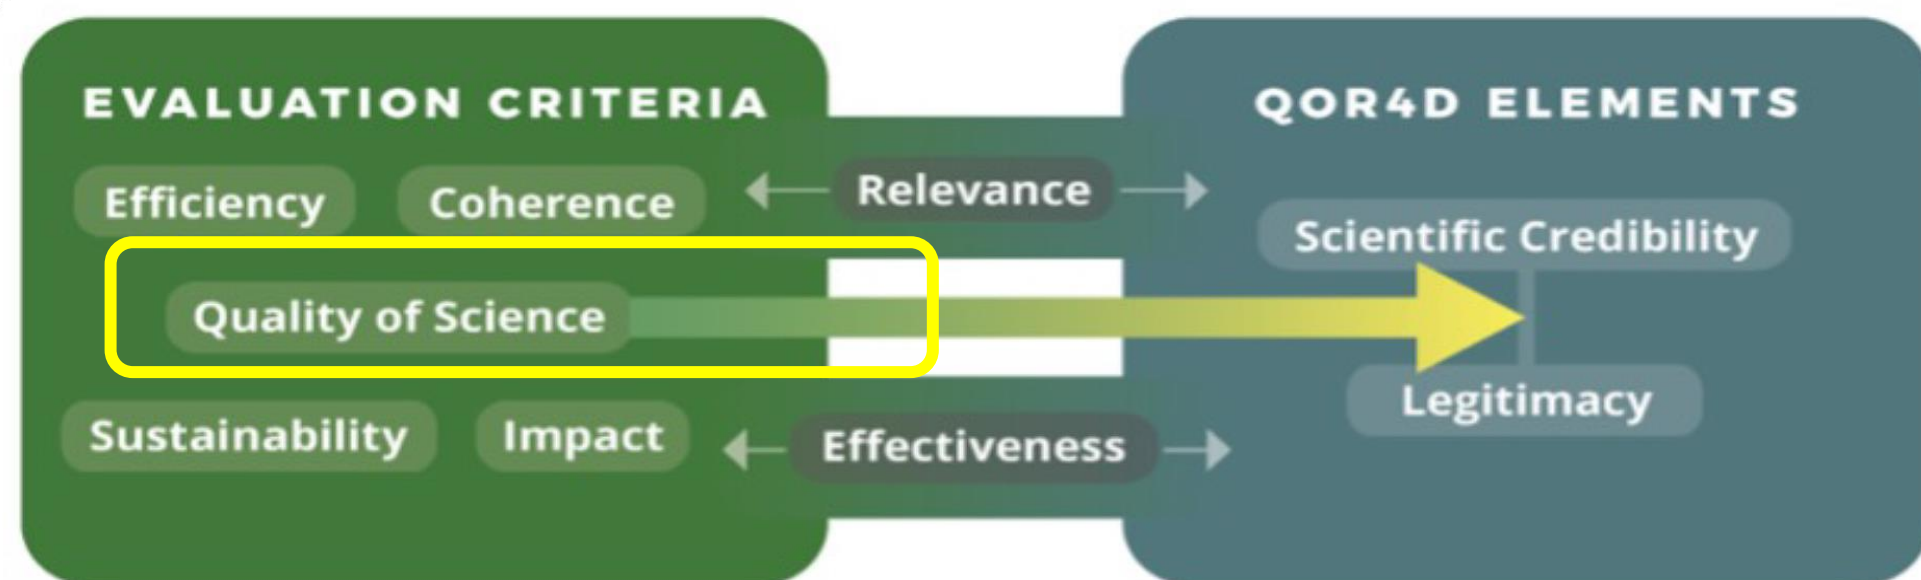 EVALUATION CRITERIA
QOR4D ELEMENTS
Efficiency
Coherence
Relevance
Scientific Credibility
Quality of Science
Legitimacy
Sustainability
Impact
Effectiveness